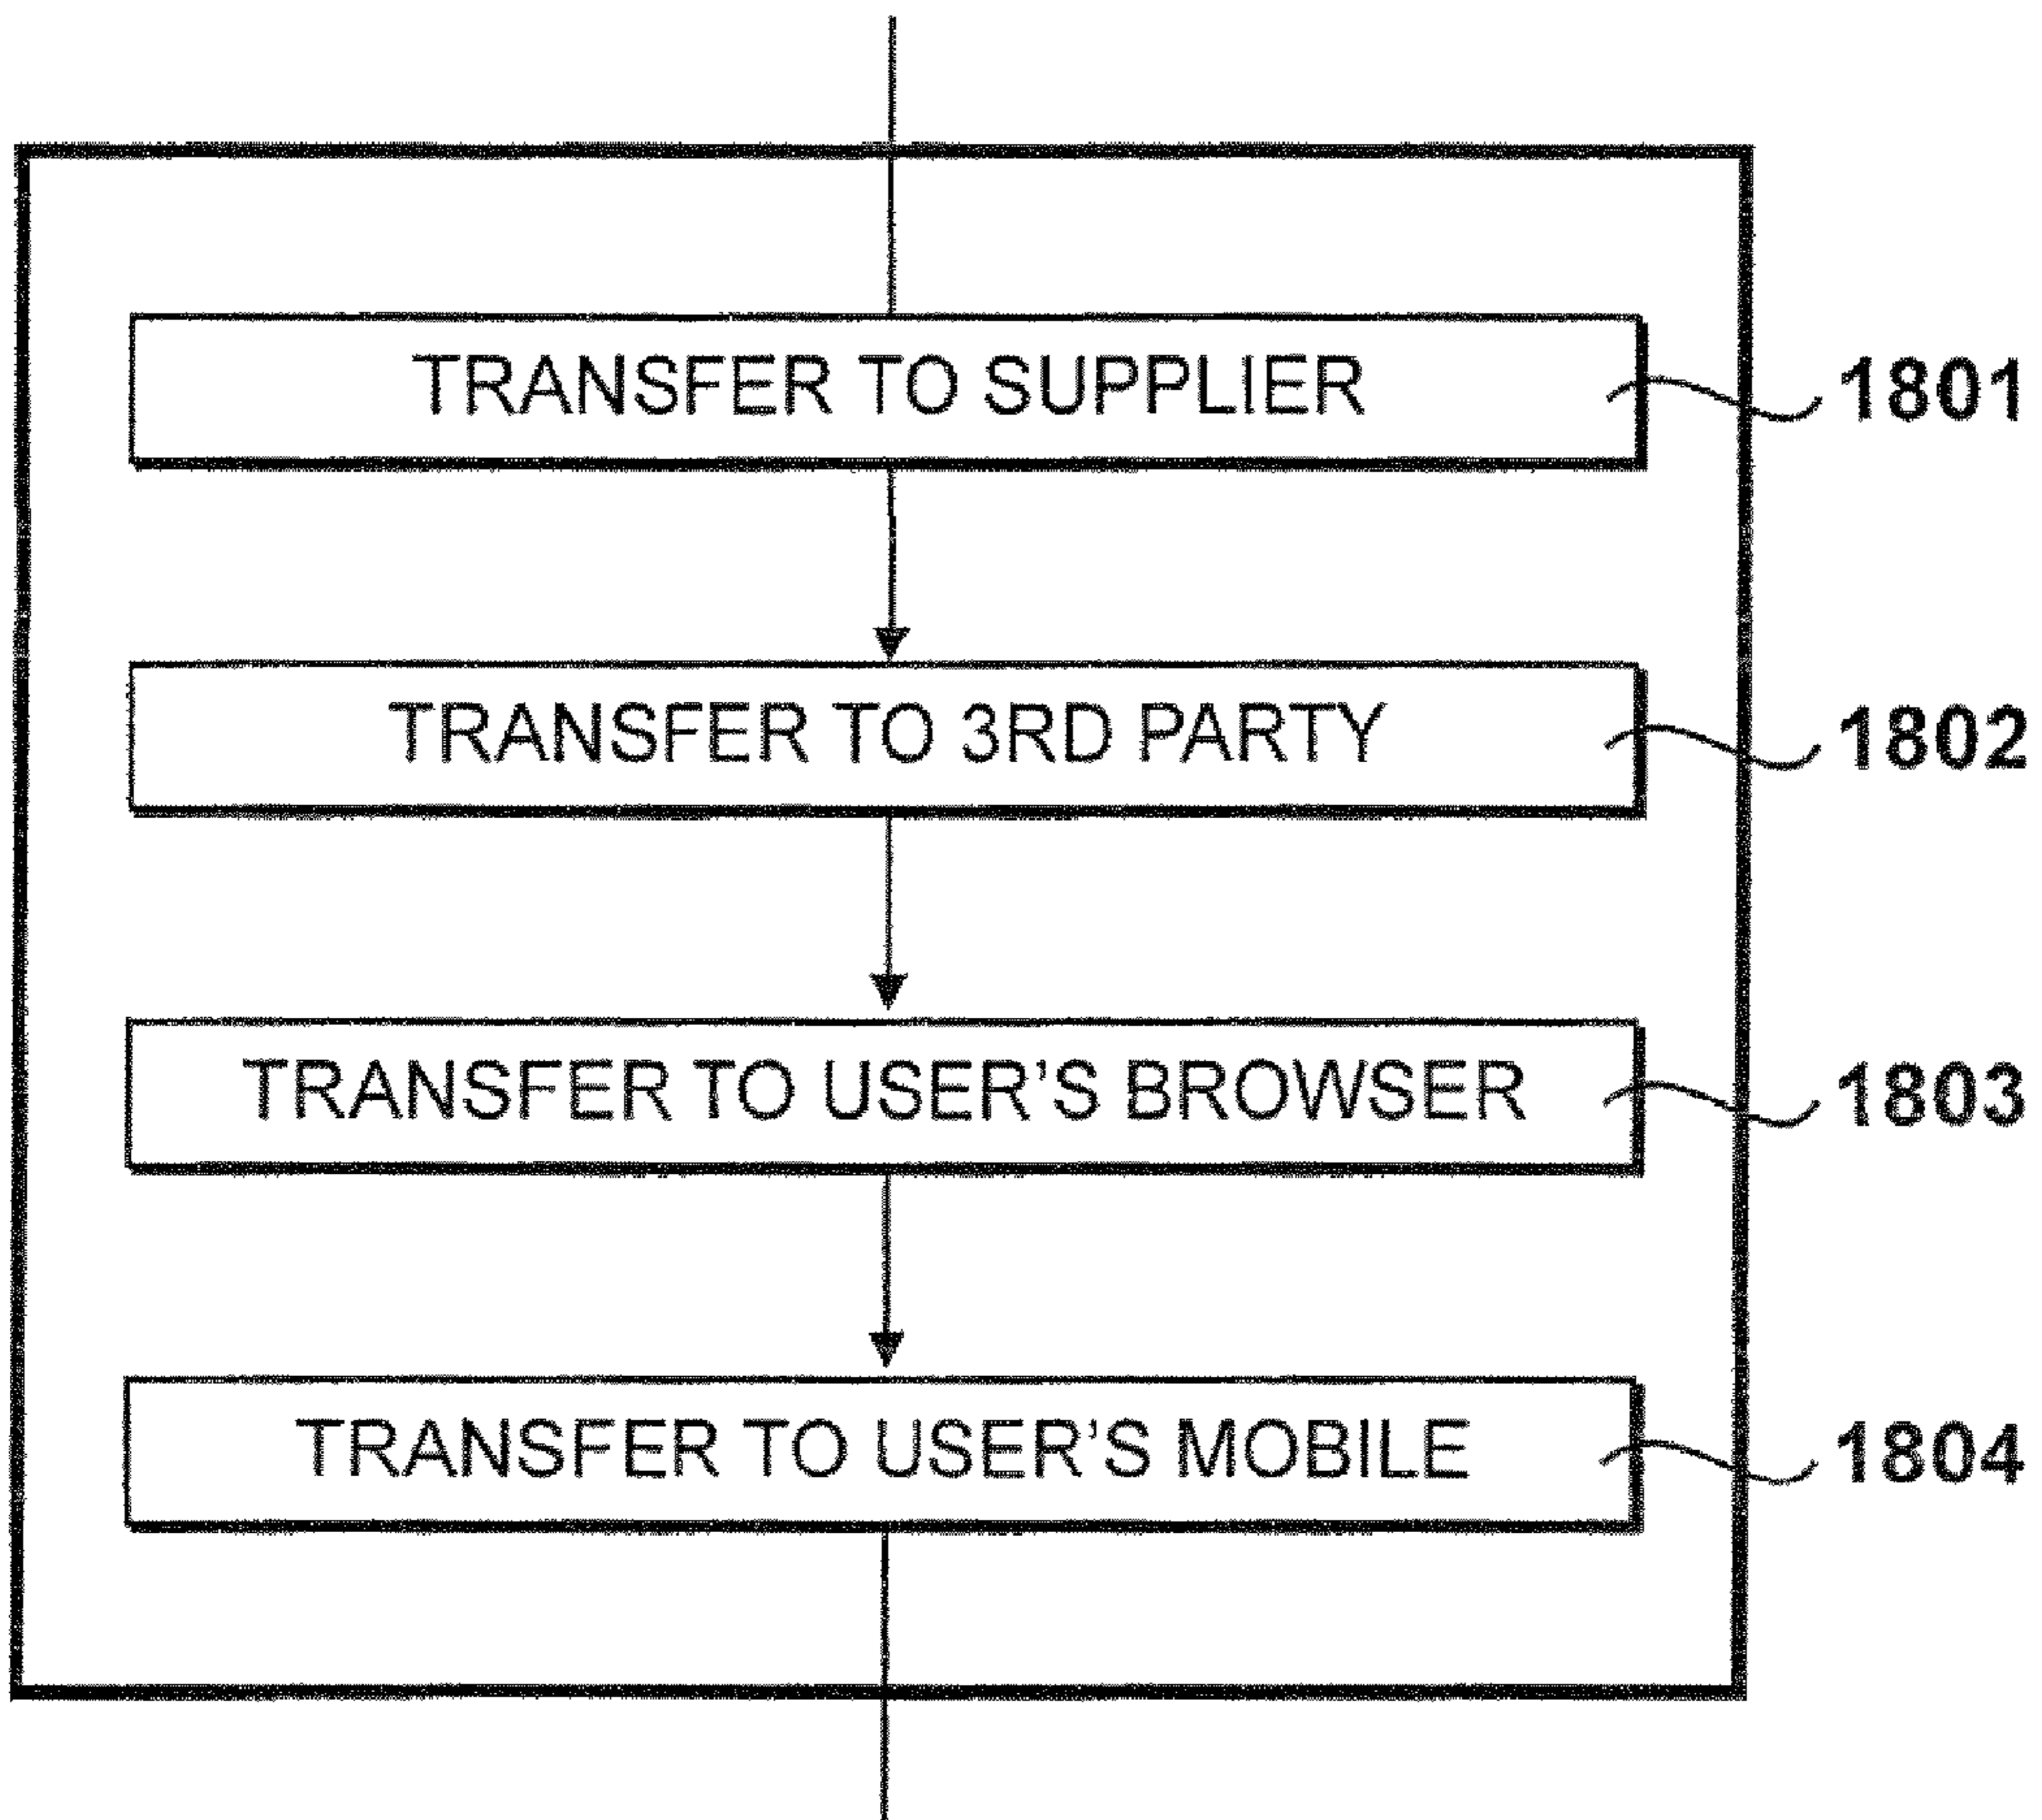 TRANSFER TO SUPPLIER 1801
TRANSFER TO 3RD PARTY 1802
TRANSFER TO USER'S BROWSER 1803
TRANSFER TO USER'S MOBILE 1804